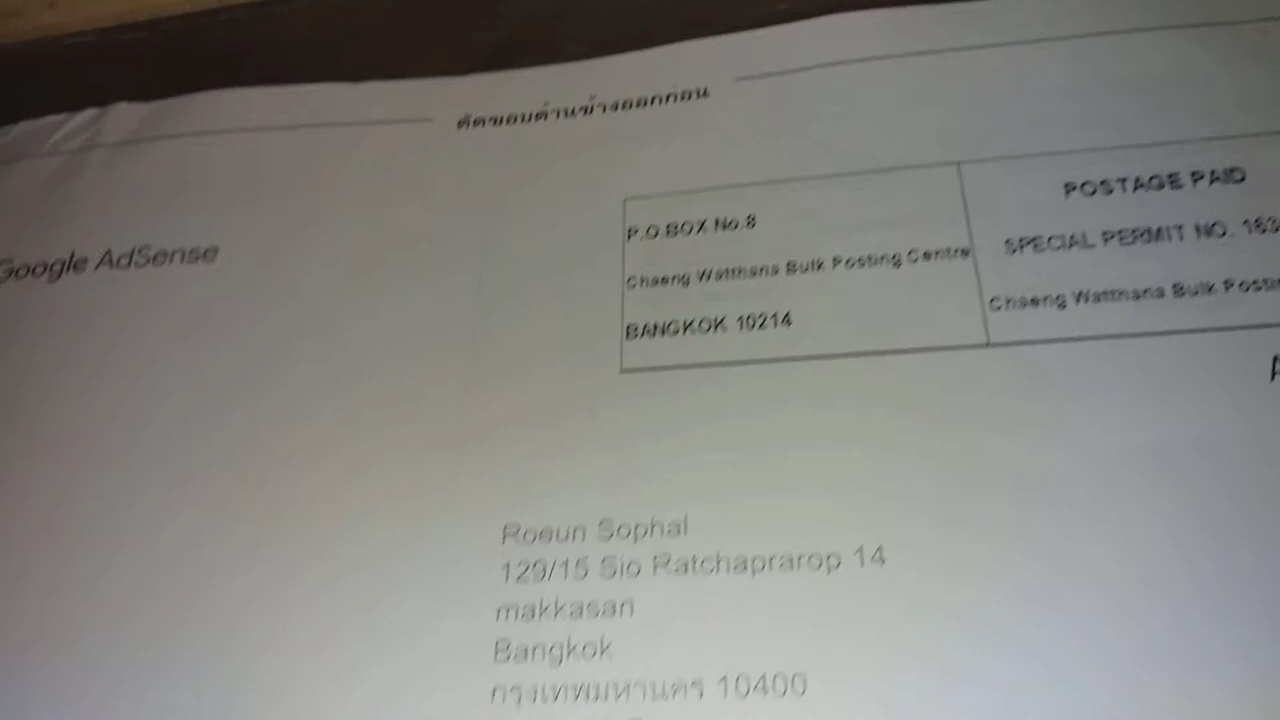 ตัดขอบด้านข้างออกก่อน
Google AdSense
P.O.BOX No.8
Chaeng Watthana Bulk Posting Centre
BANGKOK 10214
POSTAGE PAID
SPECIAL PERMIT NO. 163
Chaeng Watthana Bulk
Roeun Sophal
129/15 Sio Ratchaprarop 14
makkasan
Bangkok
กรุงเทพมหานคร 10400